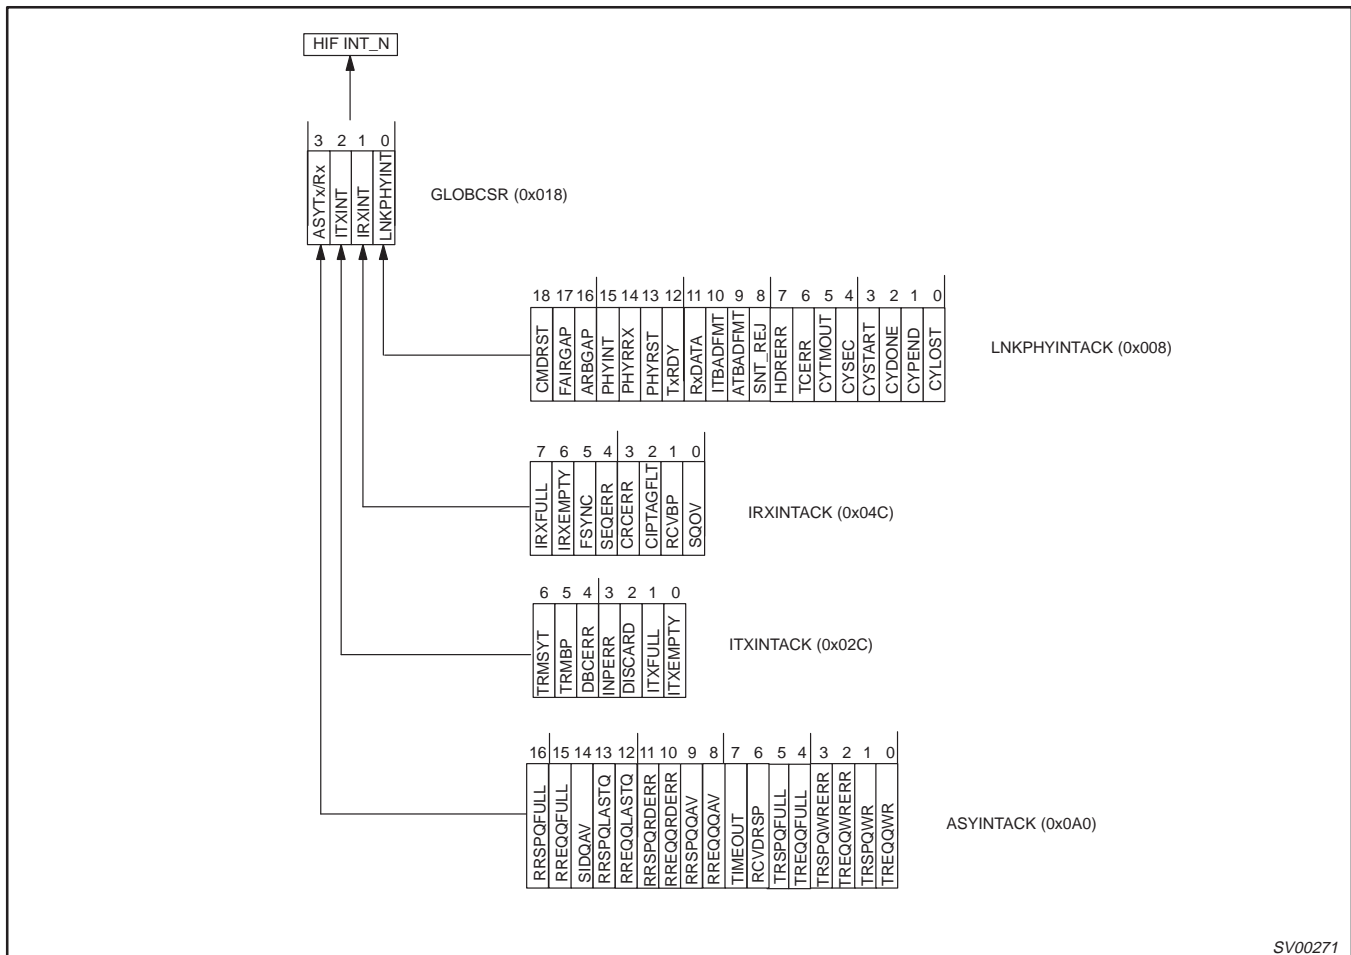 HIF INT_N
3 2 1 0
ASYTx/Rx
ITXINT
IRXINT
LNKPHYINT
GLOBCSR (0x018)
18 17 16 15 14 13 12 11 10 9 8 7 6 5 4 3 2 1 0
CMDRST
FAIRGAP
ARBGAP
PHYINT
PHYRRX
PHYRST
TxRDY
RxDATA
ITBADFMT
ATBADFMT
SNT_REJ
HDRERR
TCERR
CYTMOUT
CYSEC
CYSTART
CYDONE
CYPEND
CYLOST
LNKPHYINTACK (0x008)
7 6 5 4 3 2 1 0
IRXFULL
IRXEMPTY
FSYNC
SEQERR
CRCERR
CIPTAGFLT
RCVBP
SQOV
IRXINTACK (0x04C)
6 5 4 3 2 1 0
TRMSYT
TRMBP
DBCERR
INPERR
DISCARD
ITXFULL
ITXEMPTY
ITXINTACK (0x02C)
16 15 14 13 12 11 10 9 8 7 6 5 4 3 2 1 0
RRSPQFULL
RREQQFULL
SIDQAV
RRSPQLASTQ
RREQQLASTQ
RRSPQRDERR
RREQQRDERR
RRSPQQAV
RREQQQAV
TIMEOUT
RCVDRSP
TRSPQFULL
TREQQFULL
TRSPQWRERR
TREQQWRERR
TRSPQWR
TREQQWR
ASYINTACK (0x0A0)
SV00271